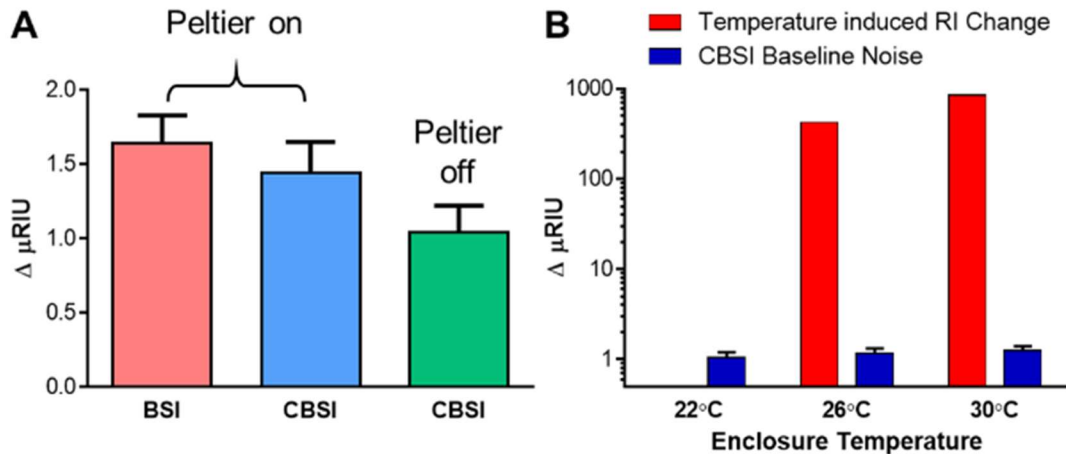 A
Peltier on
Peltier
off
2.0
1.5
1.0
0.5
0.0
Δ μRIU
BSI
CBSI
CBSI
B
Temperature induced RI Change
CBSI Baseline Noise
1000
100
10
1
Δ μRIU
22°C
26°C
30°C
Enclosure Temperature